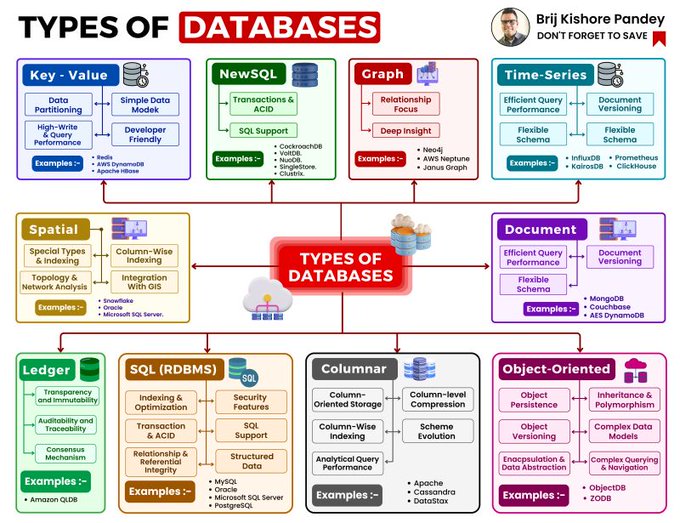 TYPES OF DATABASES
Brij Kishore Pandey
DON'T FORGET TO SAVE
Key - Value
Data
Partitioning
Simple Data
Modek
High-Write
& Query
Performance
Developer
Friendly
Examples :-
• Redis
• AWS DynamoDB
• Apache HBase
NewSQL
Transactions &
ACID
SQL Support
Examples :-
• CockroachDB
• VoltDB.
• NuoDB.
• SingleStore.
• Clustrix.
Graph
Relationship
Focus
Deep Insight
Examples :-
• Neo4j
• AWS Neptune
• Janus Graph
Time-Series
Efficient Query
Performance
Document
Versioning
Flexible
Schema
Flexible
Schema
Examples :-
• InfluxDB
• KairosDB
• Prometheus
• ClickHouse
Spatial
Special Types
& Indexing
Column-Wise
Indexing
Topology &
Network Analysis
Integration
With GIS
Examples :-
• Snowflake
• Oracle
• Microsoft SQL Server.
TYPES OF
DATABASES
Document
Efficient Query
Performance
Document
Versioning
Flexible
Schema
Examples :-
• MongoDB
• Couchbase
• AES DynamoDB
Ledger
Transparency
and Immutability
Auditability and
Traceability
Consensus
Mechanism
Examples :-
• Amazon QLDB
SQL (RDBMS)
SQL
Indexing &
Optimization
Security
Features
Transaction
& ACID
SQL
Support
Relationship &
Referential
Integrity
Structured
Data
Examples :-
• MySQL
• Oracle
• Microsoft SQL Server
• PostgreSQL
Columnar
Column-
Oriented Storage
Column-level
Compression
Column-Wise
Indexing
Scheme
Evolution
Analytical Query
Performance
Examples :-
• Apache
• Cassandra
• DataStax
Object-Oriented
Object
Persistence
Inheritance &
Polymorphism
Object
Versioning
Complex Data
Models
Enacpsulation &
Data Abstraction
Complex Querying
& Navigation
Examples :-
• ObjectDB
• ZODB